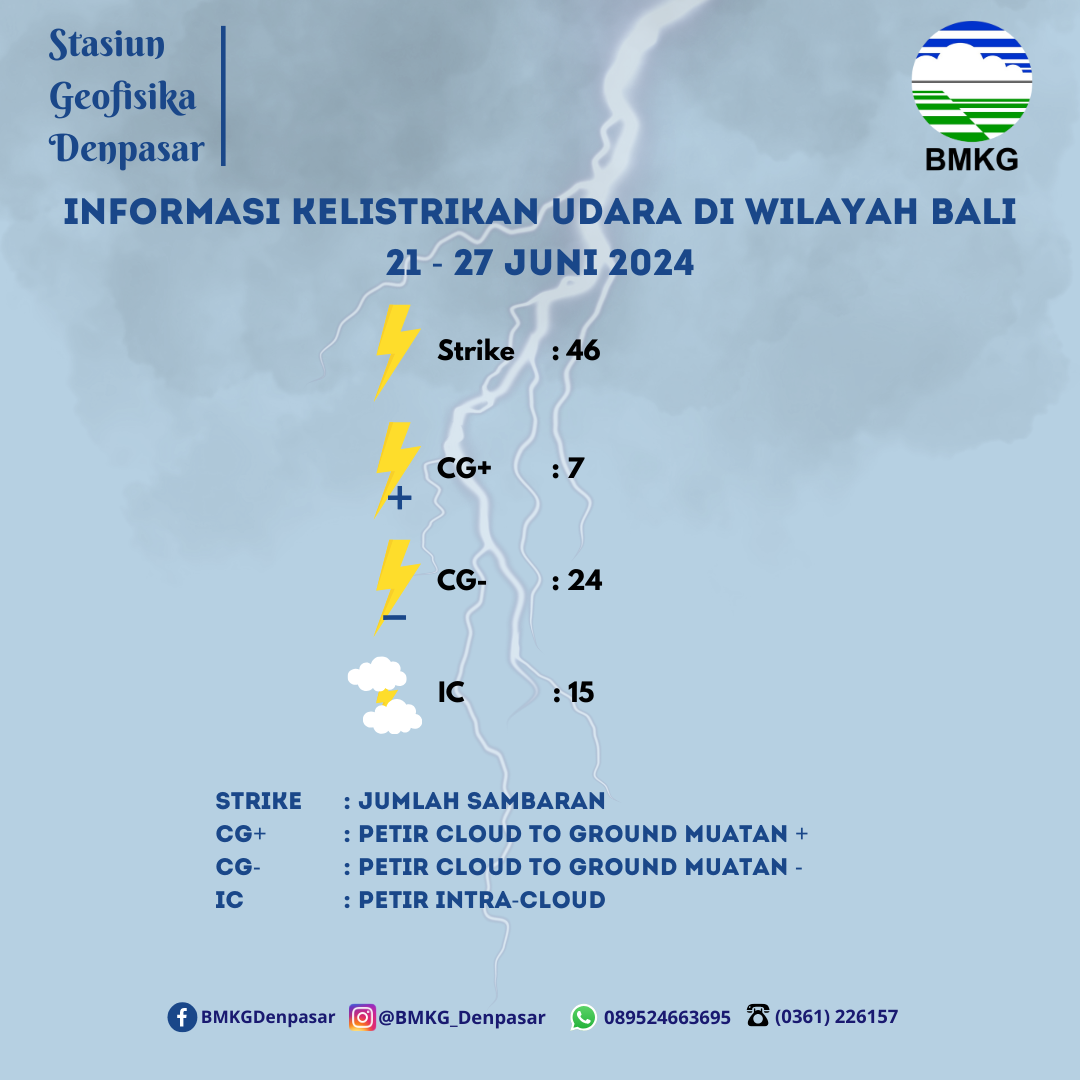 Stasiun
Geofisika
Denpasar
BMKG
INFORMASI KELISTRIKAN UDARA DI WILAYAH BALI
21 - 27 JUNI 2024
Strike : 46
CG+ : 7
+
CG- : 24
-
IC : 15
STRIKE : JUMLAH SAMBARAN
CG+ : PETIR CLOUD TO GROUND MUATAN +
CG- : PETIR CLOUD TO GROUND MUATAN -
IC : PETIR INTRA-CLOUD
BMKGDenpasar @BMKG_Denpasar 089524663695 (0361) 226157